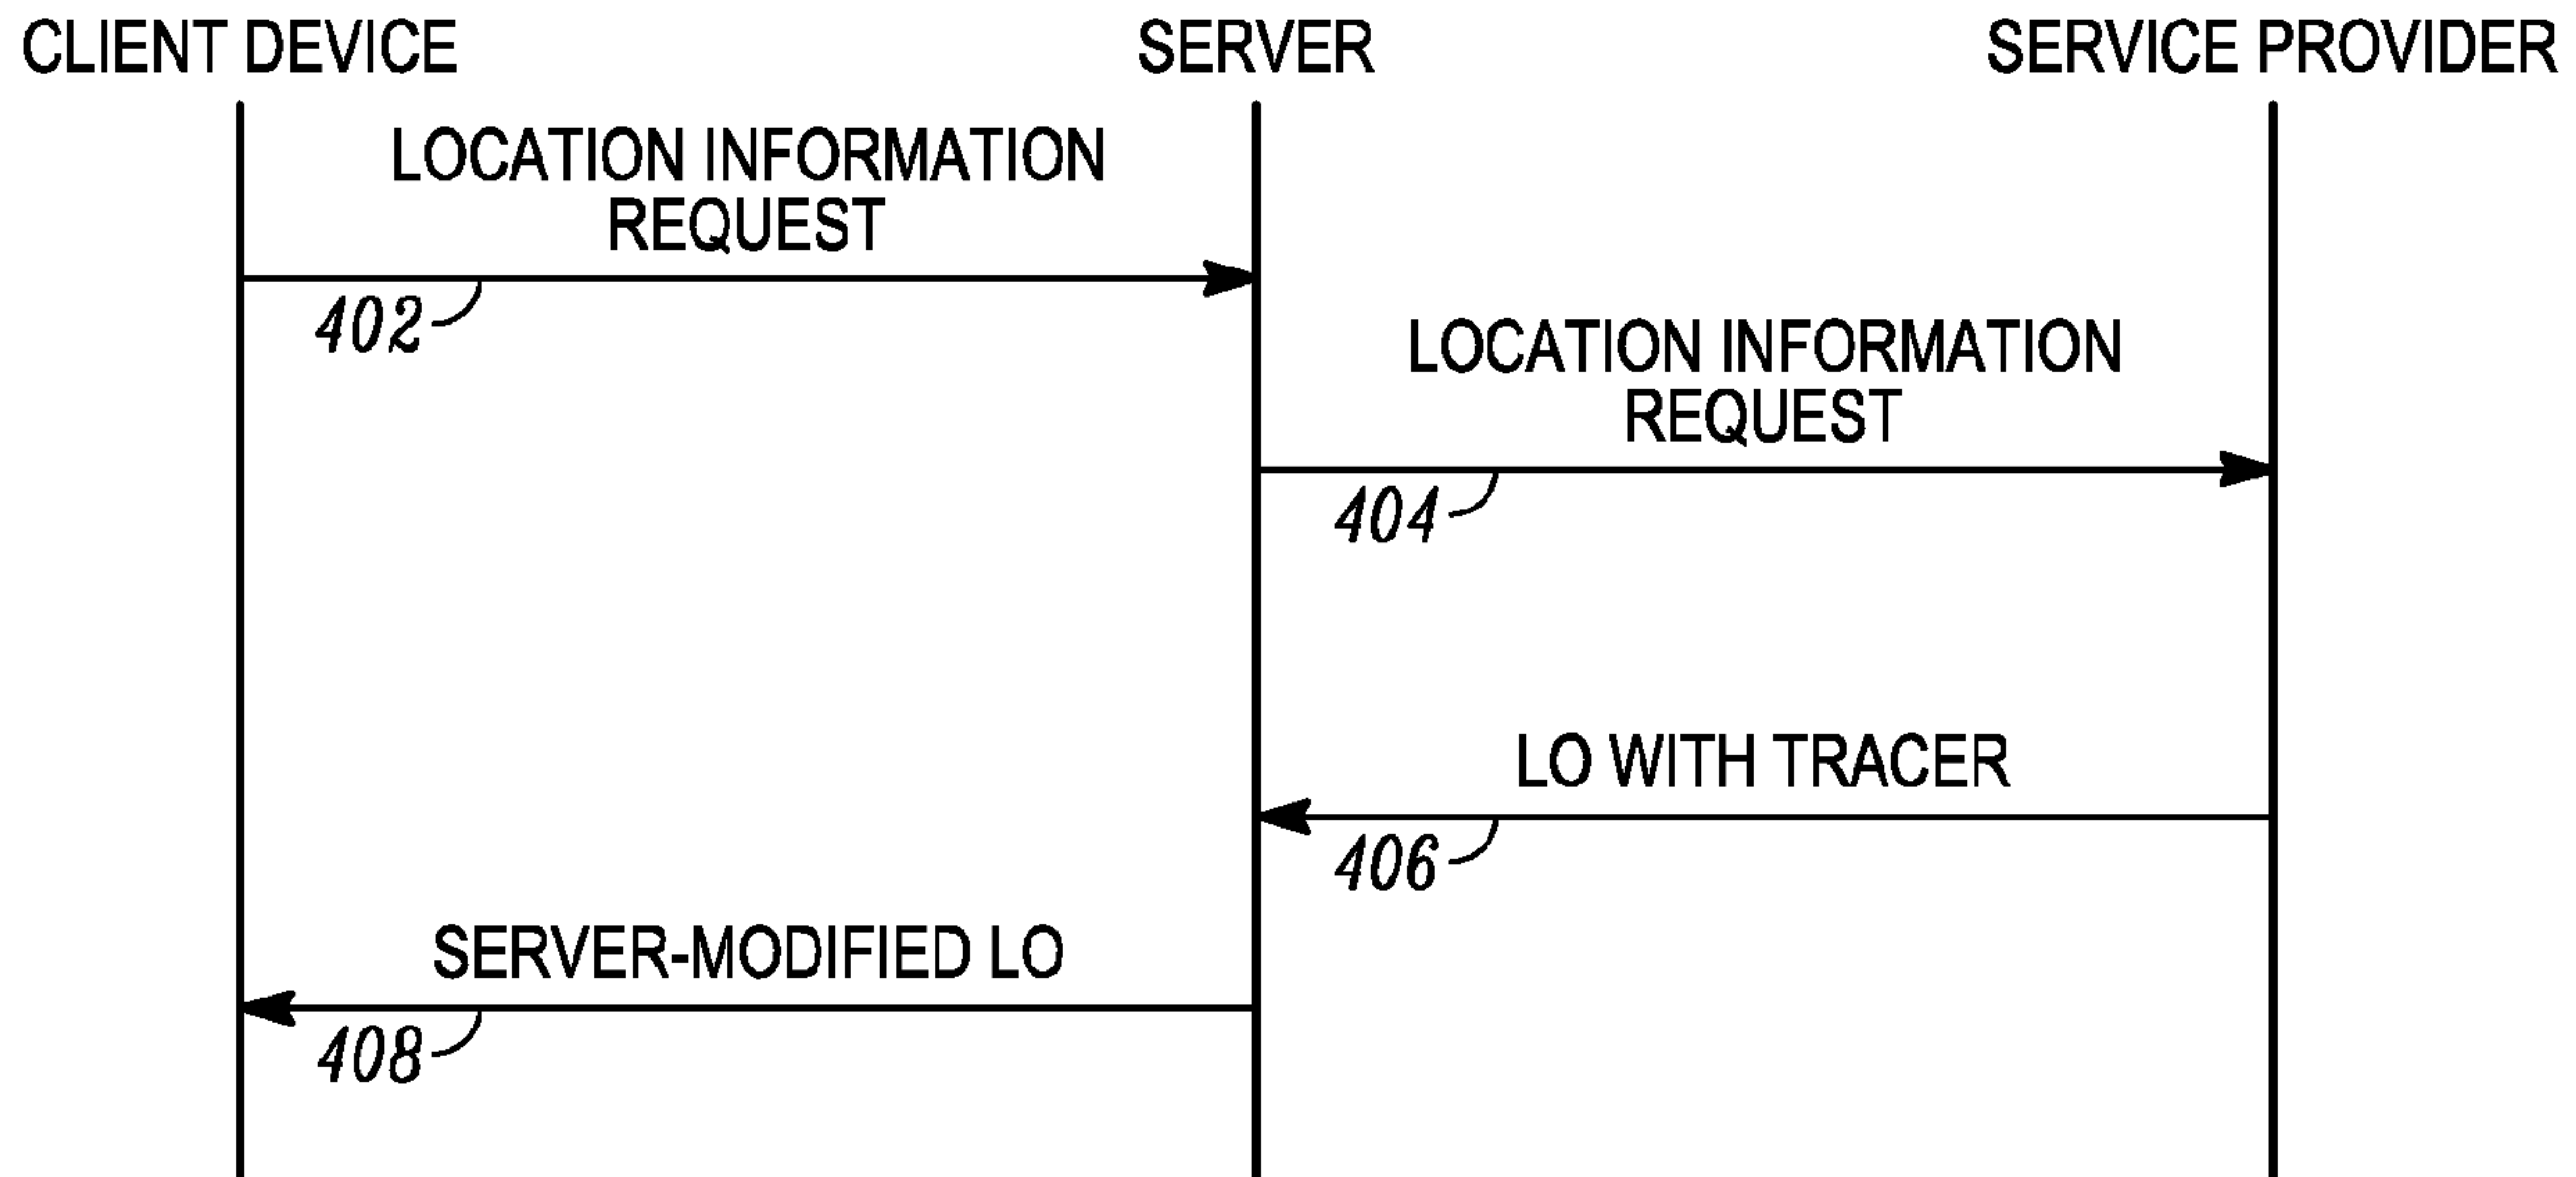 CLIENT DEVICE
SERVER
SERVICE PROVIDER
LOCATION INFORMATION
REQUEST
402
LOCATION INFORMATION
REQUEST
404
LO WITH TRACER
406
SERVER-MODIFIED LO
408